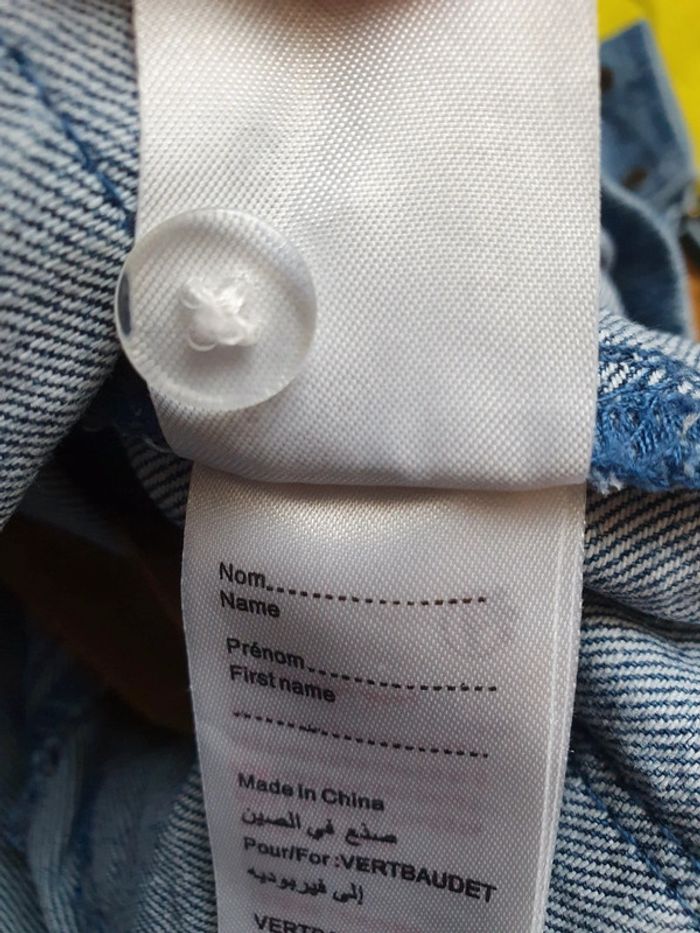 Nom....................
Name
Prénom..................
First name
........................
Made In China
صنع في الصين
Pour/For :VERTBAUDET
إلى فيربوديه